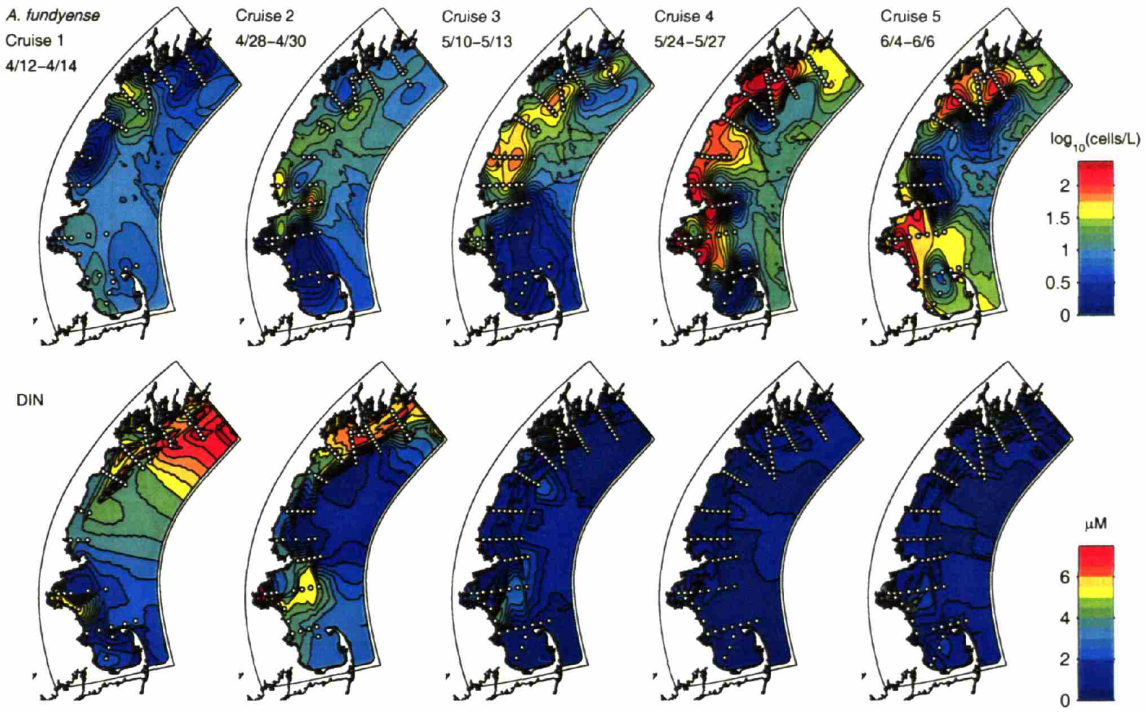 A. fundyense
Cruise 1
4/12–4/14
Cruise 2
4/28–4/30
Cruise 3
5/10–5/13
Cruise 4
5/24–5/27
Cruise 5
6/4–6/6
log10(cells/L)
2
1.5
1
0.5
0
DIN
μM
6
4
2
0